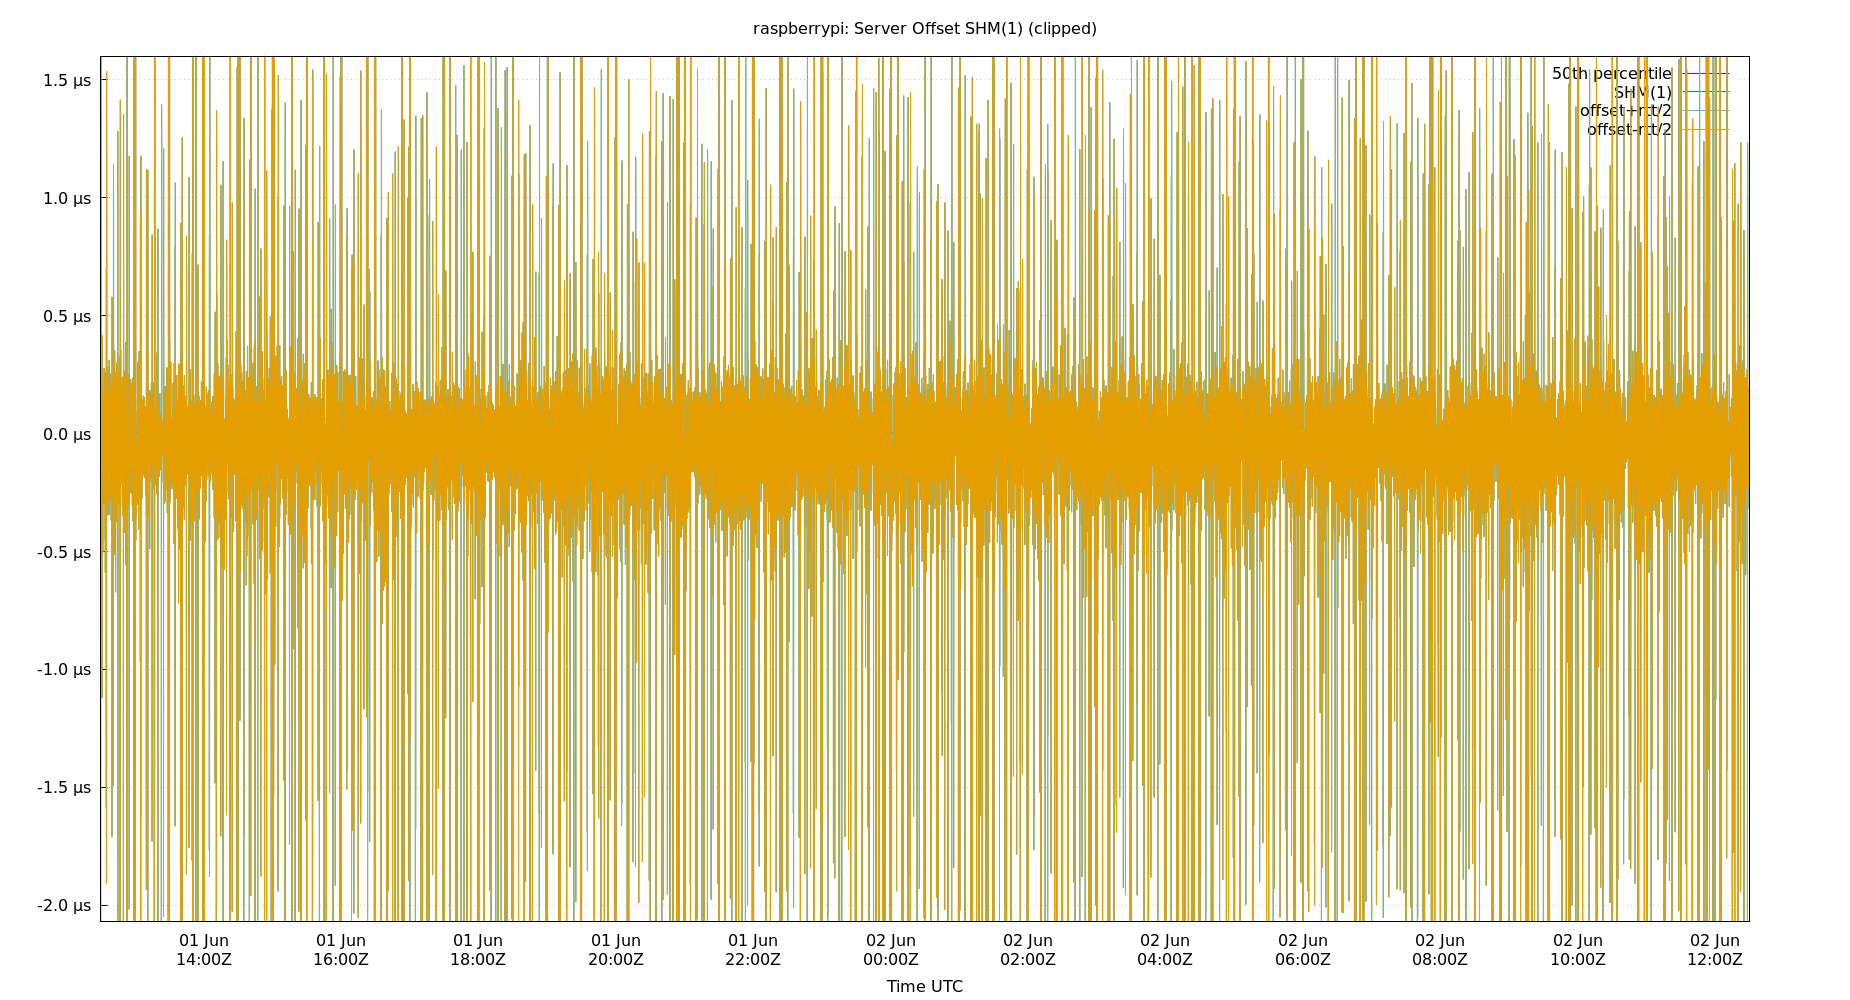 raspberrypi: Server Offset SHM(1) (clipped)
50th percentile
SHM(1)
offset+rtt/2
offset-rtt/2
1.5 µs
1.0 µs
0.5 µs
0.0 µs
-0.5 µs
-1.0 µs
-1.5 µs
-2.0 µs
01 Jun 01 Jun 01 Jun 01 Jun 01 Jun 02 Jun 02 Jun 02 Jun 02 Jun 02 Jun 02 Jun 02 Jun
14:00Z 16:00Z 18:00Z 20:00Z 22:00Z 00:00Z 02:00Z 04:00Z 06:00Z 08:00Z 10:00Z 12:00Z
Time UTC